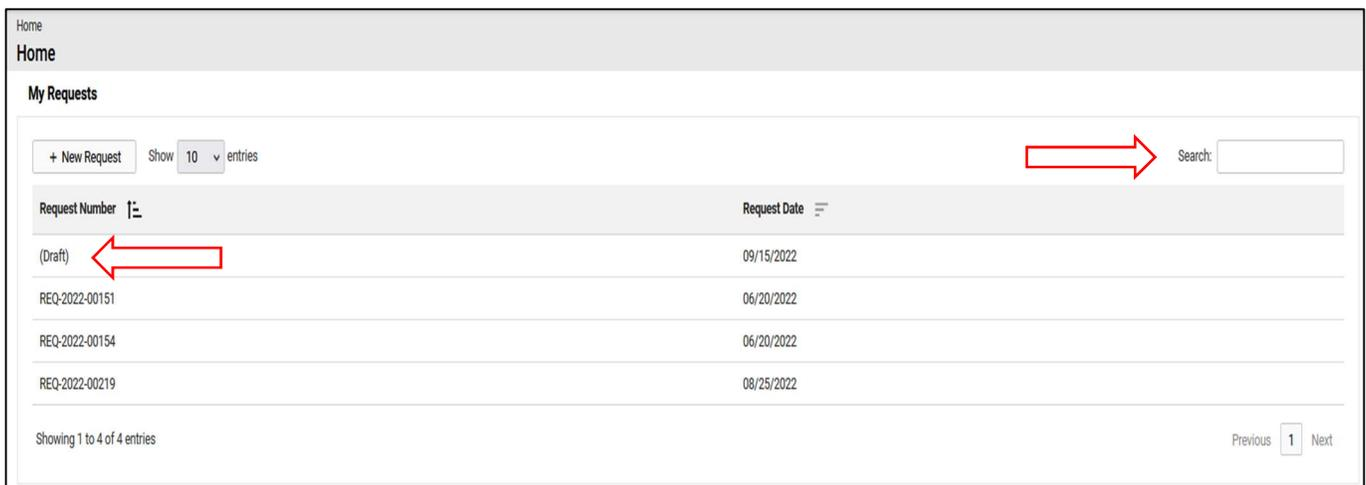 Home
Home
My Requests
+ New Request Show 10 entries Search:
Request Number Request Date
(Draft) 09/15/2022
REQ-2022-00151 06/20/2022
REQ-2022-00154 06/20/2022
REQ-2022-00219 08/25/2022
Showing 1 to 4 of 4 entries Previous 1 Next